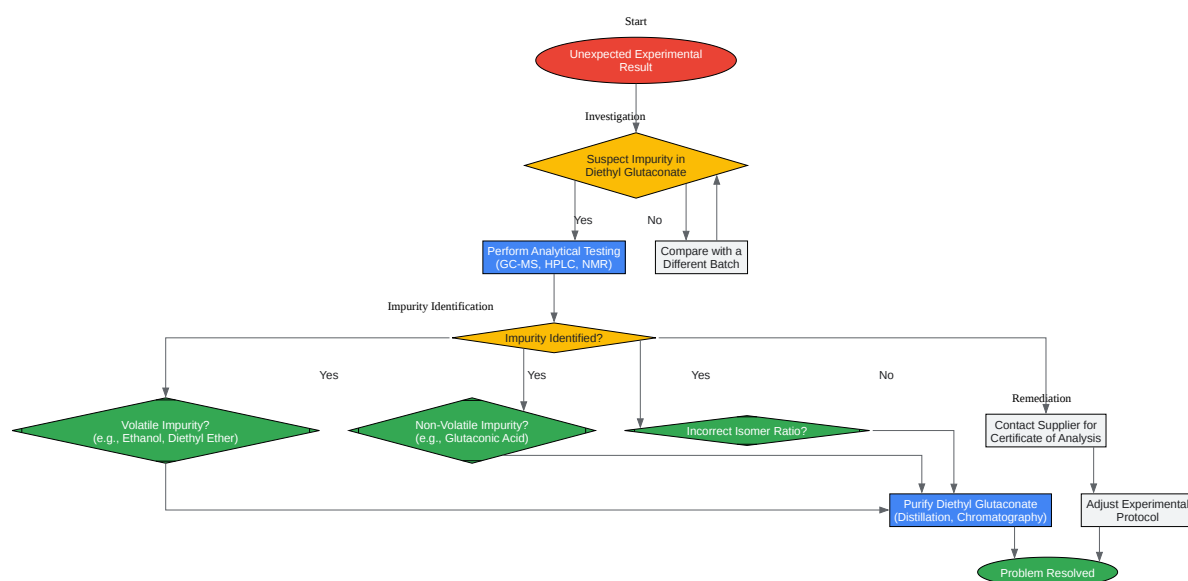 Start
Unexpected Experimental
Result
Investigation
Suspect Impurity in
Diethyl Glutaconate
Yes
No
Perform Analytical Testing
(GC-MS, HPLC, NMR)
Compare with a
Different Batch
Impurity Identification
Impurity Identified?
Yes
Yes
Yes
No
Remediation
Volatile Impurity?
(e.g., Ethanol, Diethyl Ether)
Non-Volatile Impurity?
(e.g., Glutaconic Acid)
Incorrect Isomer Ratio?
Contact Supplier for
Certificate of Analysis
Purify Diethyl Glutaconate
(Distillation, Chromatography)
Adjust Experimental
Protocol
Problem Resolved